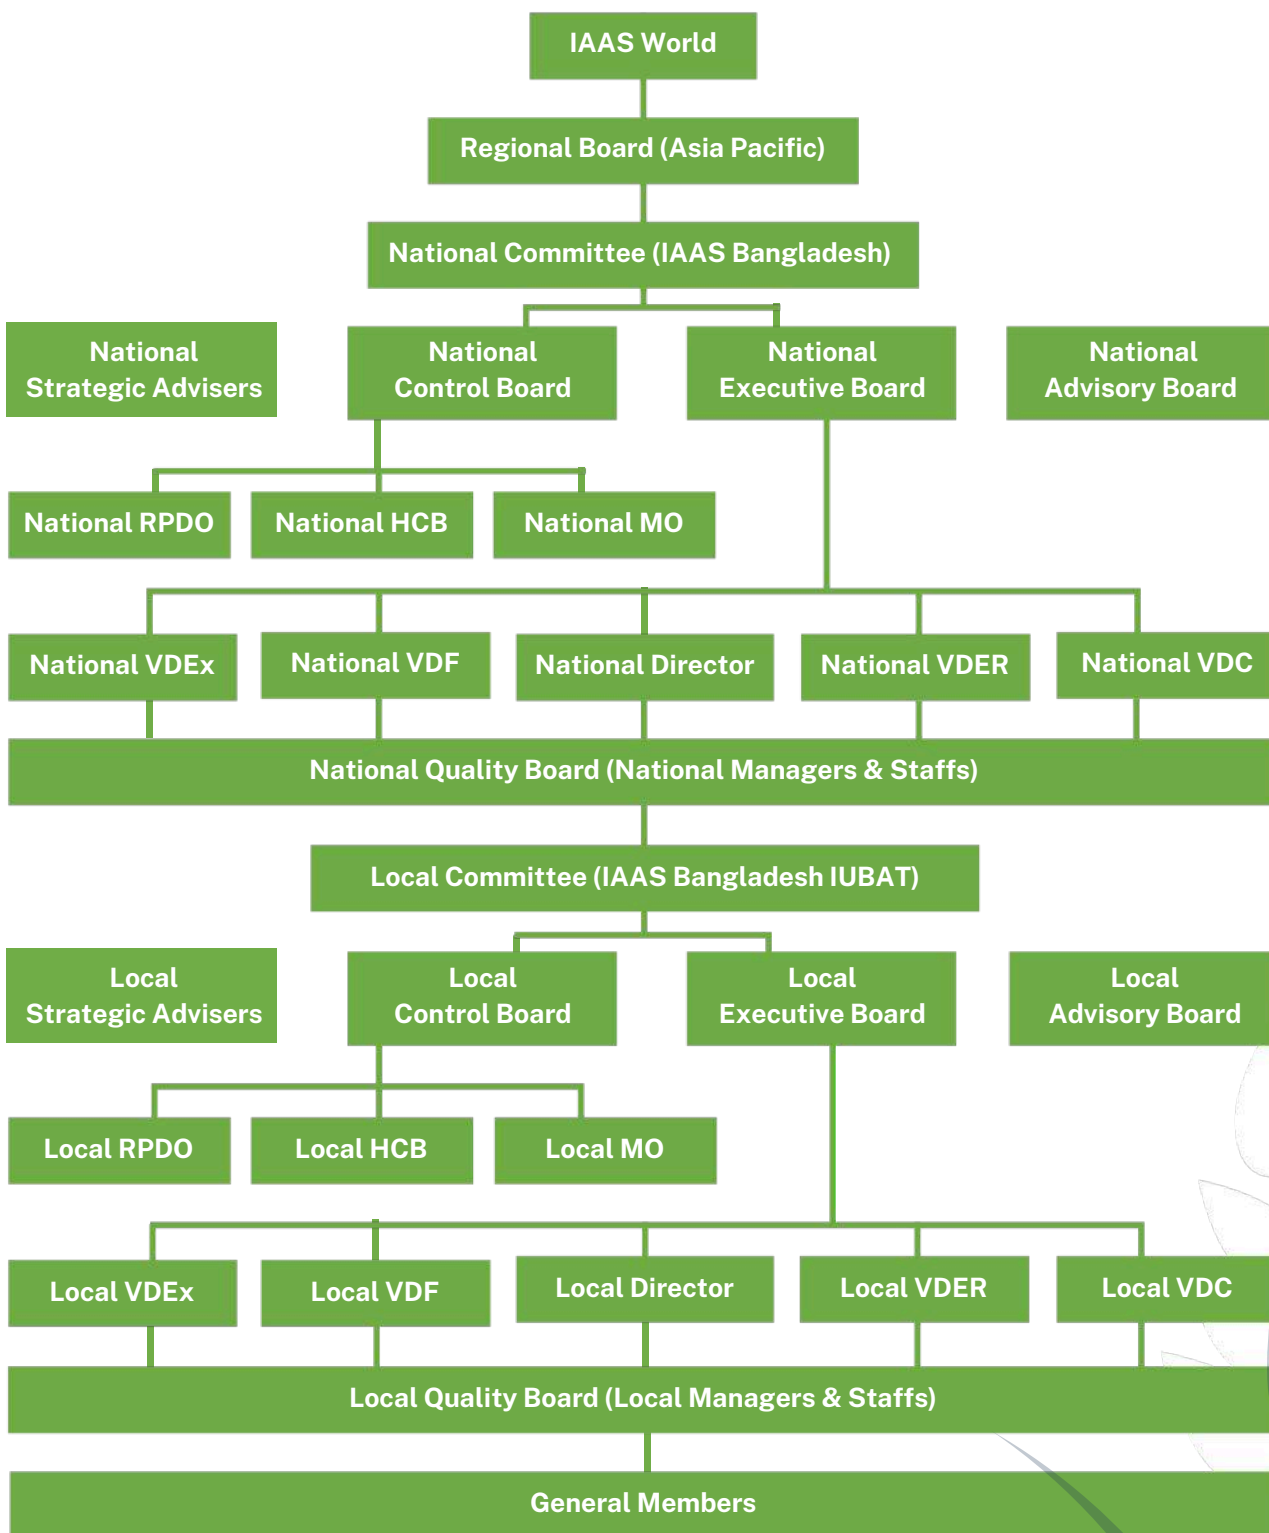 IAAS World
Regional Board (Asia Pacific)
National Committee (IAAS Bangladesh)
National
Strategic Advisers
National
Control Board
National
Executive Board
National
Advisory Board
National RPDO
National HCB
National MO
National VDEx
National VDF
National Director
National VDER
National VDC
National Quality Board (National Managers & Staffs)
Local Committee (IAAS Bangladesh IUBAT)
Local
Strategic Advisers
Local
Control Board
Local
Executive Board
Local
Advisory Board
Local RPDO
Local HCB
Local MO
Local VDEx
Local VDF
Local Director
Local VDER
Local VDC
Local Quality Board (Local Managers & Staffs)
General Members